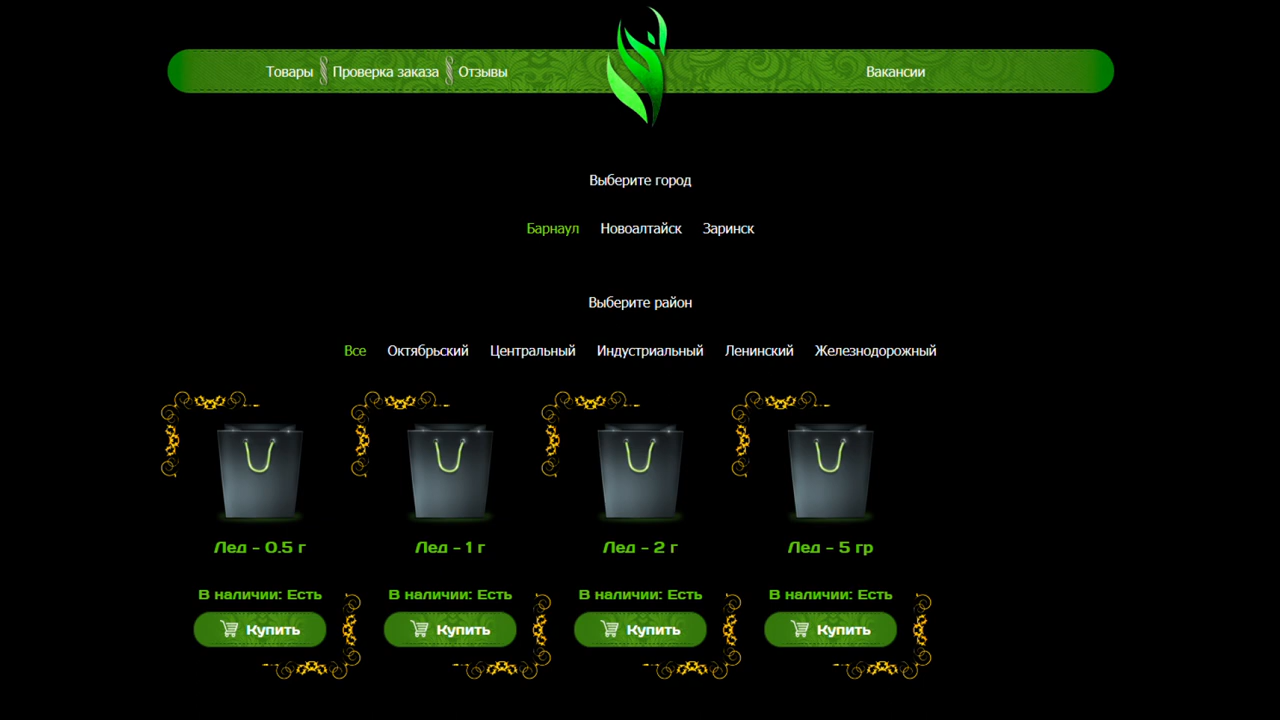 Товары Проверка заказа Отзывы Вакансии
Выберите город
Барнаул Новоалтайск Заринск
Выберите район
Все Октябрьский Центральный Индустриальный Ленинский Железнодорожный
Лед - 0.5 г Лед - 1 г Лед - 2 г Лед - 5 гр
В наличии: Есть В наличии: Есть В наличии: Есть В наличии: Есть
Купить Купить Купить Купить